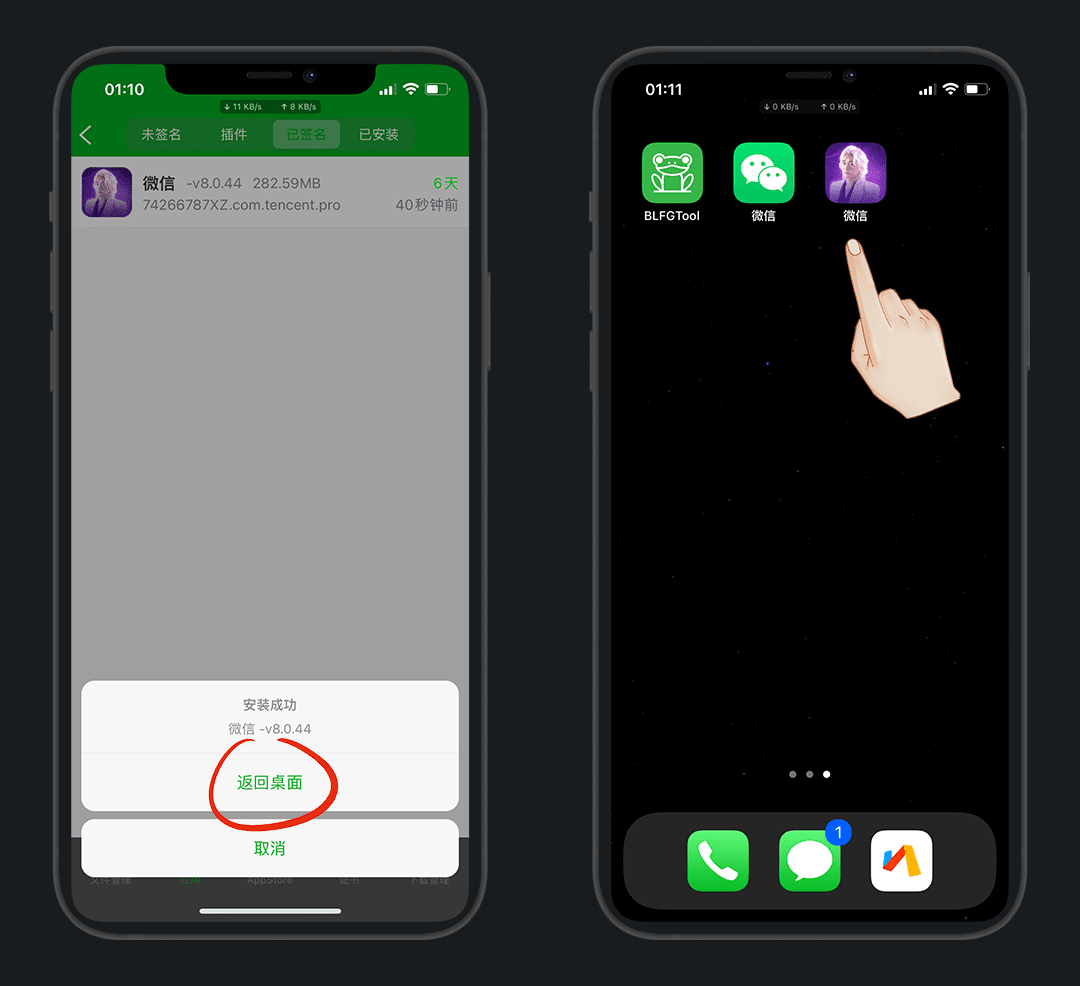 01:10
↓ 11 KB/s ↑ 8 KB/s
未签名 插件 已签名 已安装
微信 -v8.0.44 282.59MB 6天
74266787XZ.com.tencent.pro 40秒钟前
安装成功
微信 -v8.0.44
返回桌面
取消
文件管理 应用 AppStore 证书 下载管理
01:11
↓ 0 KB/s ↑ 0 KB/s
BLFGTool 微信 微信
1